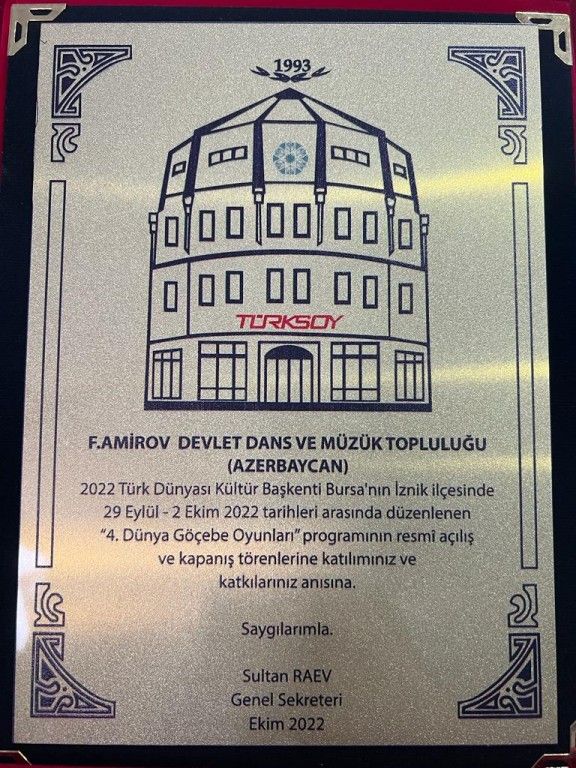 1993
TÜRKSOY
F.AMİROV DEVLET DANS VE MÜZÜK TOPLULUĞU
(AZERBAYCAN)
2022 Türk Dünyası Kültür Başkenti Bursa'nın İznik ilçesinde
29 Eylül - 2 Ekim 2022 tarihleri arasında düzenlenen
“4. Dünya Göçebe Oyunları” programının resmî açılış
ve kapanış törenlerine katılımınız ve
katkılarınız anısına.
Saygılarımla.
Sultan RAEV
Genel Sekreteri
Ekim 2022